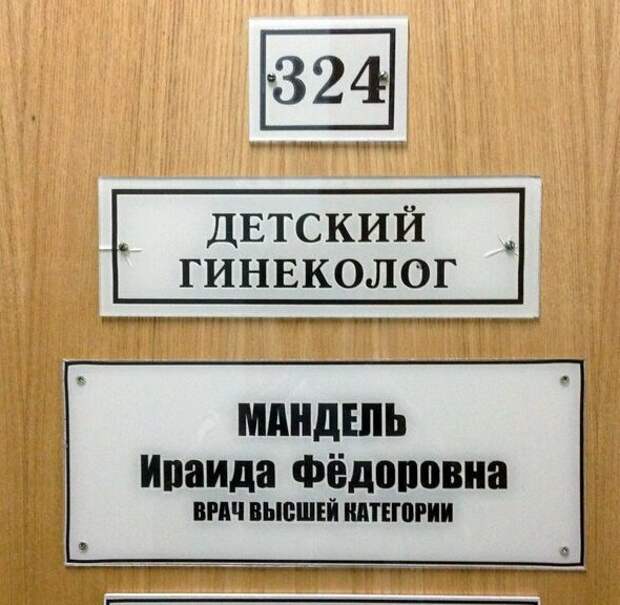 324
ДЕТСКИЙ
ГИНЕКОЛОГ
МАНДЕЛЬ
Ираида Фёдоровна
ВРАЧ ВЫСШЕЙ КАТЕГОРИИ